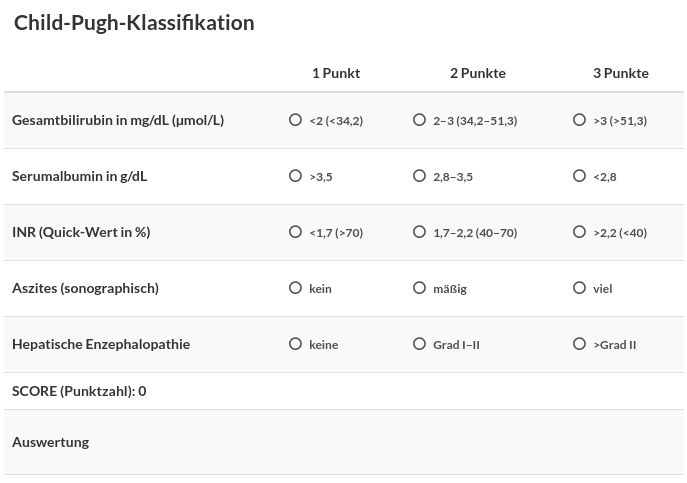 Child-Pugh-Klassifikation
1 Punkt 2 Punkte 3 Punkte
Gesamtbilirubin in mg/dL (µmol/L) <2 (<34,2) 2–3 (34,2–51,3) >3 (>51,3)
Serumalbumin in g/dL >3,5 2,8–3,5 <2,8
INR (Quick-Wert in %) <1,7 (>70) 1,7–2,2 (40–70) >2,2 (<40)
Aszites (sonographisch) kein mäßig viel
Hepatische Enzephalopathie keine Grad I–II >Grad II
SCORE (Punktzahl): 0
Auswertung